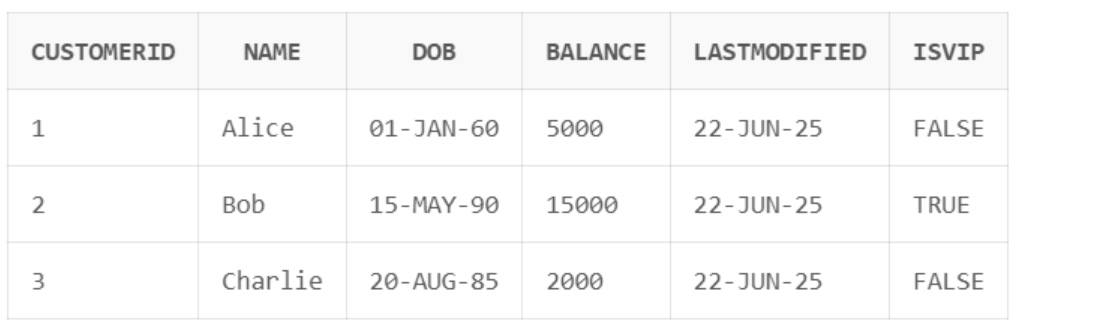 CUSTOMERID NAME DOB BALANCE LASTMODIFIED ISVIP
1 Alice 01-JAN-60 5000 22-JUN-25 FALSE
2 Bob 15-MAY-90 15000 22-JUN-25 TRUE
3 Charlie 20-AUG-85 2000 22-JUN-25 FALSE